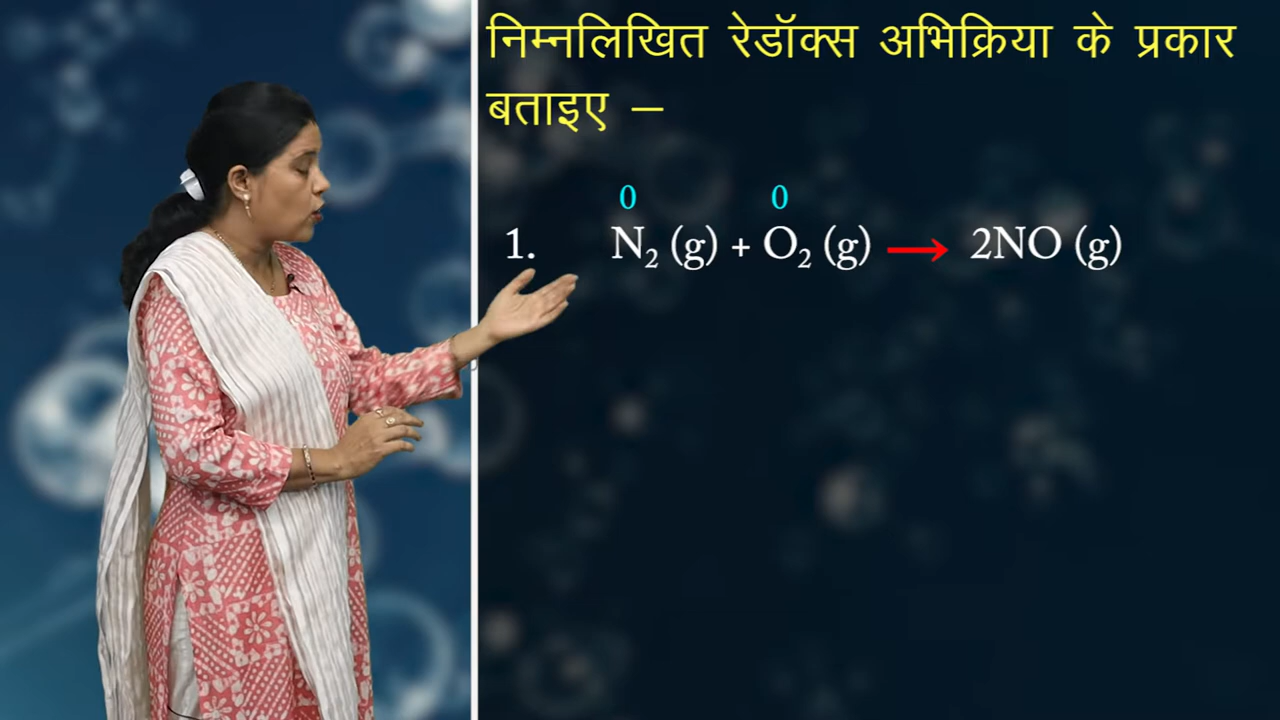 निम्नलिखित रेडॉक्स अभिक्रिया के प्रकार
बताइए –
0 0
1. N₂ (g) + O₂ (g) ⟶ 2NO (g)